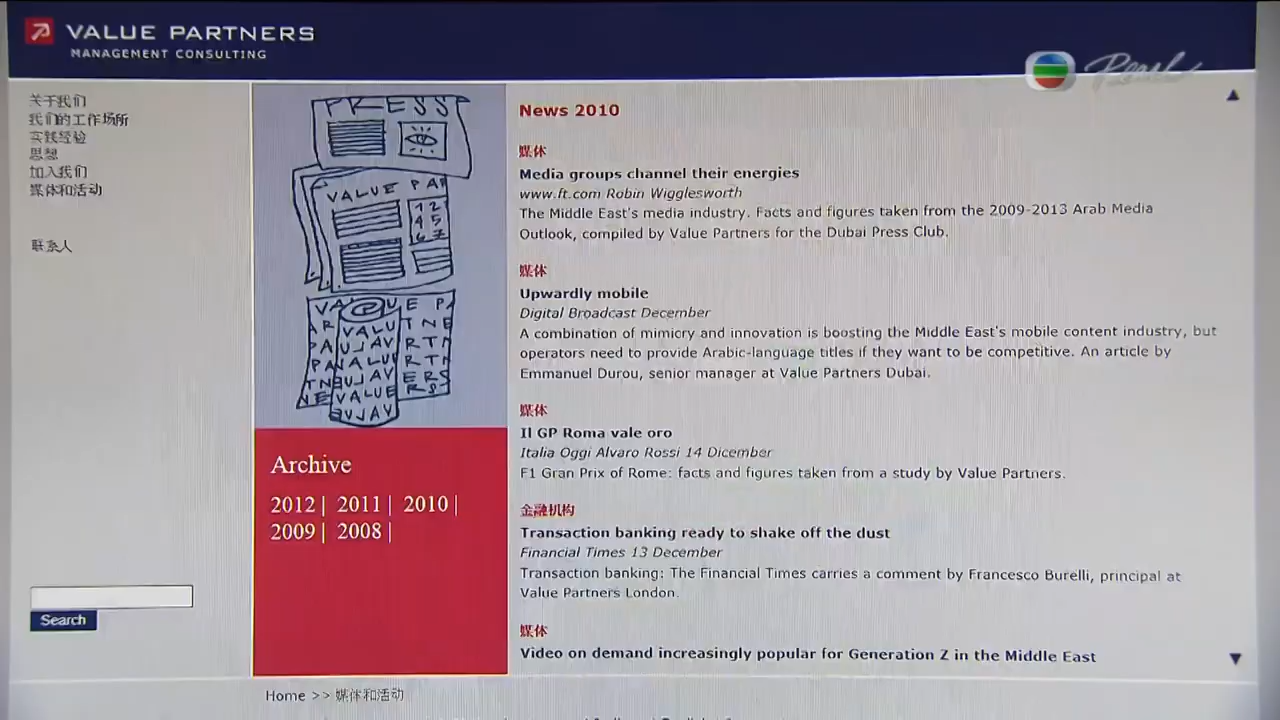 VALUE PARTNERS
MANAGEMENT CONSULTING
Pearl
关于我们
我们的工作场所
实践经验
思想
加入我们
媒体和活动
联系人
Search
PRESS
VALUE PA
Archive
2012| 2011| 2010|
2009| 2008|
News 2010
媒体
Media groups channel their energies
www.ft.com Robin Wigglesworth
The Middle East's media industry. Facts and figures taken from the 2009-2013 Arab Media
Outlook, compiled by Value Partners for the Dubai Press Club.
媒体
Upwardly mobile
Digital Broadcast December
A combination of mimicry and innovation is boosting the Middle East's mobile content industry, but
operators need to provide Arabic-language titles if they want to be competitive. An article by
Emmanuel Durou, senior manager at Value Partners Dubai.
媒体
Il GP Roma vale oro
Italia Oggi Alvaro Rossi 14 Dicember
F1 Gran Prix of Rome: facts and figures taken from a study by Value Partners.
金融机构
Transaction banking ready to shake off the dust
Financial Times 13 December
Transaction banking: The Financial Times carries a comment by Francesco Burelli, principal at
Value Partners London.
媒体
Video on demand increasingly popular for Generation Z in the Middle East
Home >> 媒体和活动